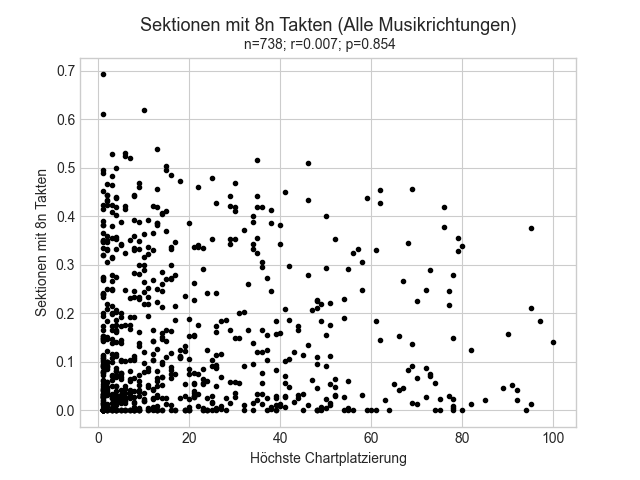 Sektionen mit 8n Takten (Alle Musikrichtungen)
n=738; r=0.007; p=0.854
0.7
0.6
0.5
0.4
0.3
0.2
0.1
0.0
Sektionen mit 8n Takten
0 20 40 60 80 100
Höchste Chartplatzierung